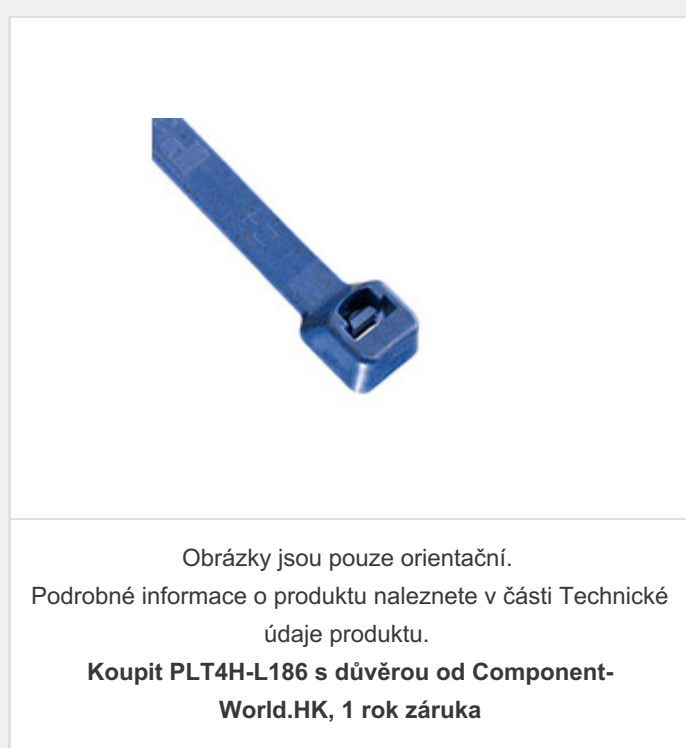 Obrázky jsou pouze orientační.
Podrobné informace o produktu naleznete v části Technické
údaje produktu.
Koupit PLT4H-L186 s důvěrou od Component-
World.HK, 1 rok záruka